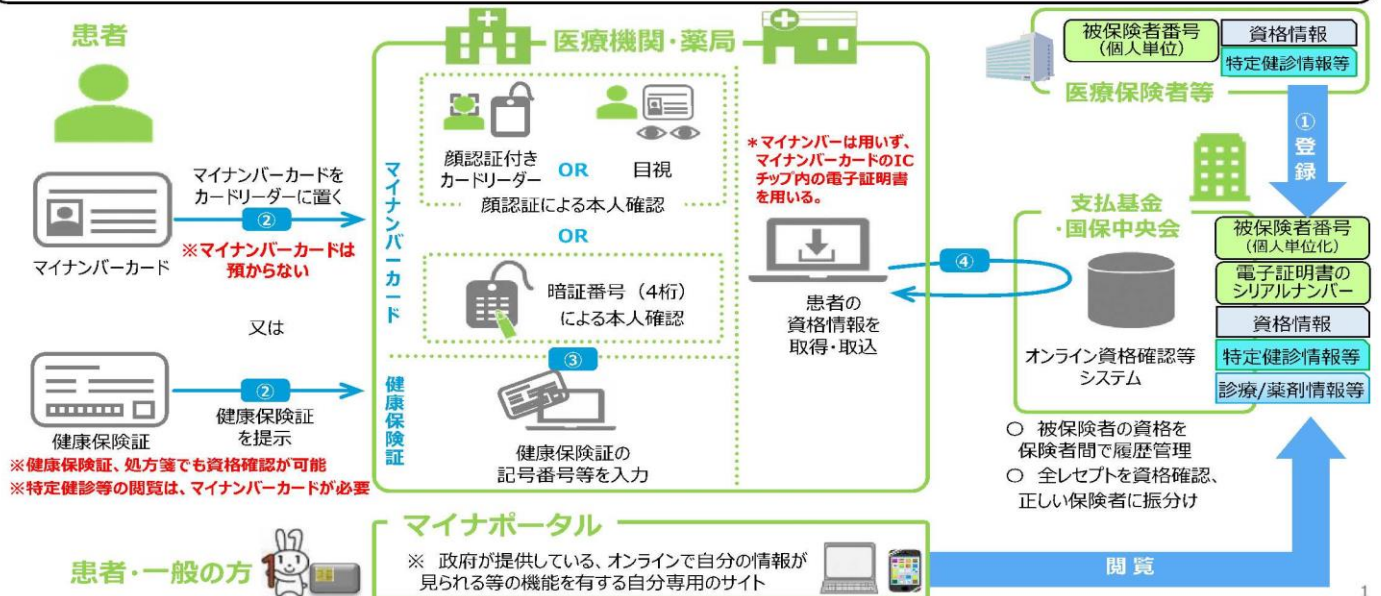 患者
マイナンバーカード
マイナンバーカードを
カードリーダーに置く
②
※マイナンバーカードは
預からない
又は
健康保険証
②
健康保険証
を提示
※健康保険証、処方箋でも資格確認が可能
※特定健診等の閲覧は、マイナンバーカードが必要
医療機関・薬局
マイナンバーカード
顔認証付き
カードリーダー
OR
目視
顔認証による本人確認
OR
暗証番号（4桁）
による本人確認
健康保険証
③
健康保険証の
記号番号等を入力
＊マイナンバーは用いず、
マイナンバーカードのIC
チップ内の電子証明書
を用いる。
患者の
資格情報を
取得・取込
④
被保険者番号
（個人単位）
資格情報
特定健診情報等
医療保険者等
①
登録
支払基金
・国保中央会
オンライン資格確認等
システム
被保険者番号
（個人単位化）
電子証明書の
シリアルナンバー
資格情報
特定健診情報等
診療/薬剤情報等
○ 被保険者の資格を
保険者間で履歴管理
○ 全レセプトを資格確認、
正しい保険者に振分け
患者・一般の方
マイナポータル
※ 政府が提供している、オンラインで自分の情報が
見られる等の機能を有する自分専用のサイト
閲覧
1